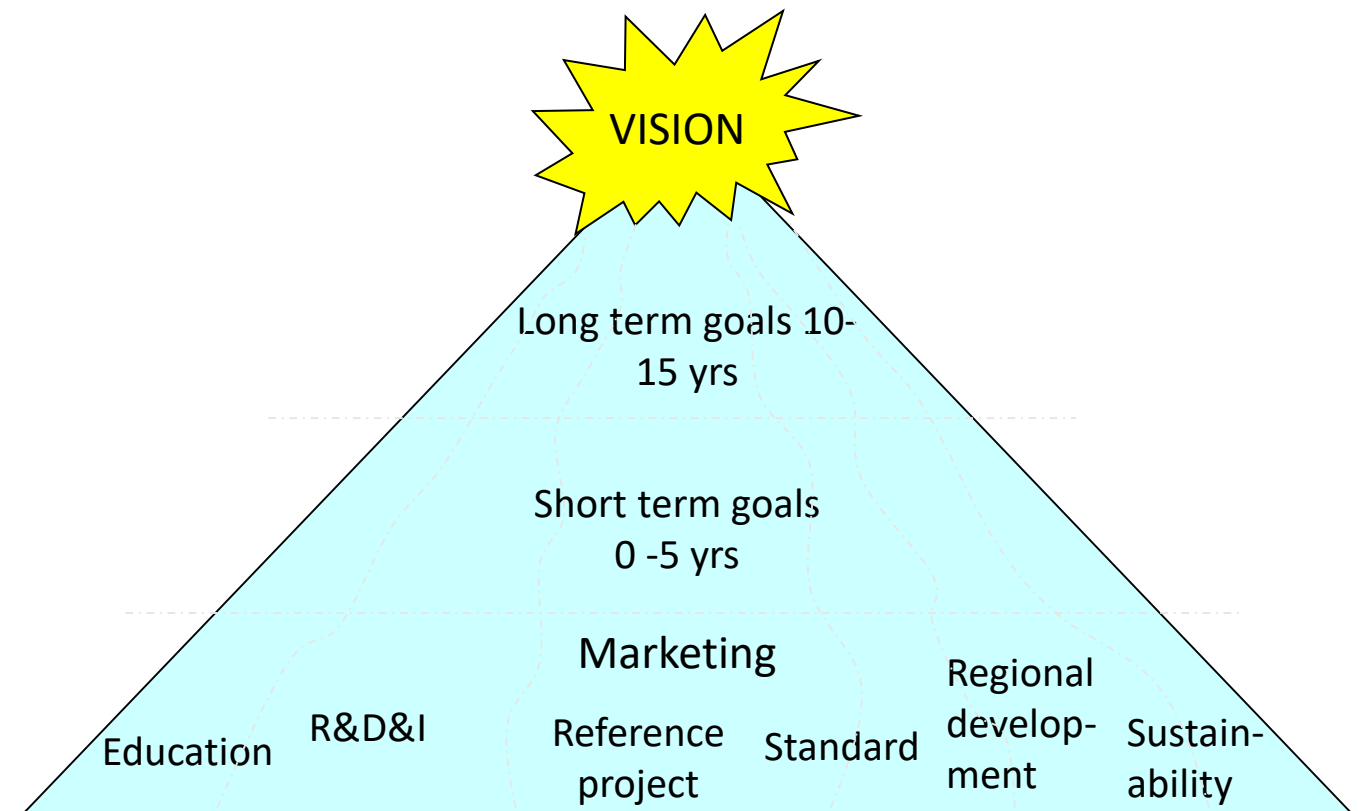 VISION
Long term goals 10-
15 yrs
Short term goals
0 -5 yrs
Marketing
Education
R&D&I
Reference
project
Standard
Regional
develop-
ment
Sustain-
ability